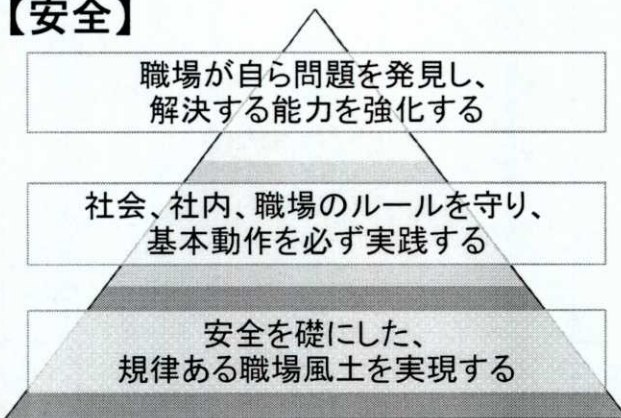 【安全】
職場が自ら問題を発見し、
解決する能力を強化する
社会、社内、職場のルールを守り、
基本動作を必ず実践する
安全を礎にした、
規律ある職場風土を実現する